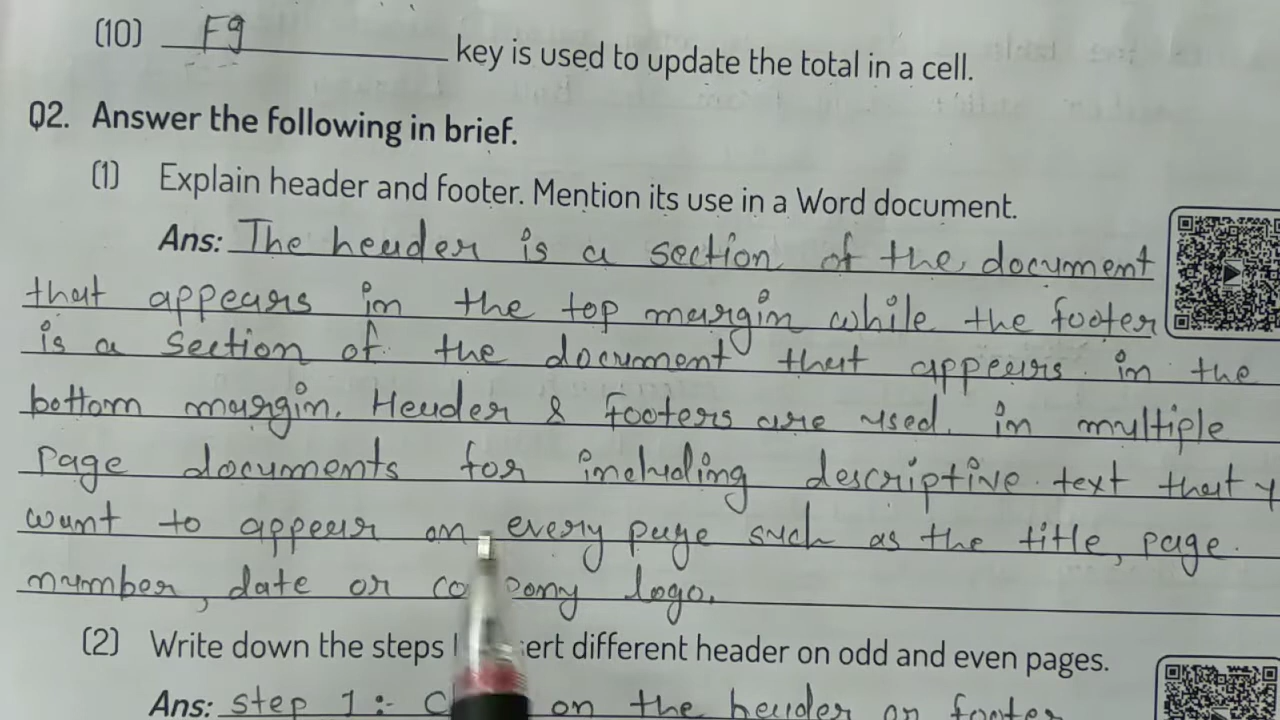 (10) F9 key is used to update the total in a cell.
Q2. Answer the following in brief.
(1) Explain header and footer. Mention its use in a Word document.
Ans: The header is a section of the document
that appears in the top margin while the footer
is a section of the document that appears in the
bottom margin. Header & footers are used in multiple
page documents for including descriptive text that
want to appear on every page such as the title, page
number, date or company logo.
(2) Write down the steps different header on odd and even pages.
Ans: step 1:- on the header or footer